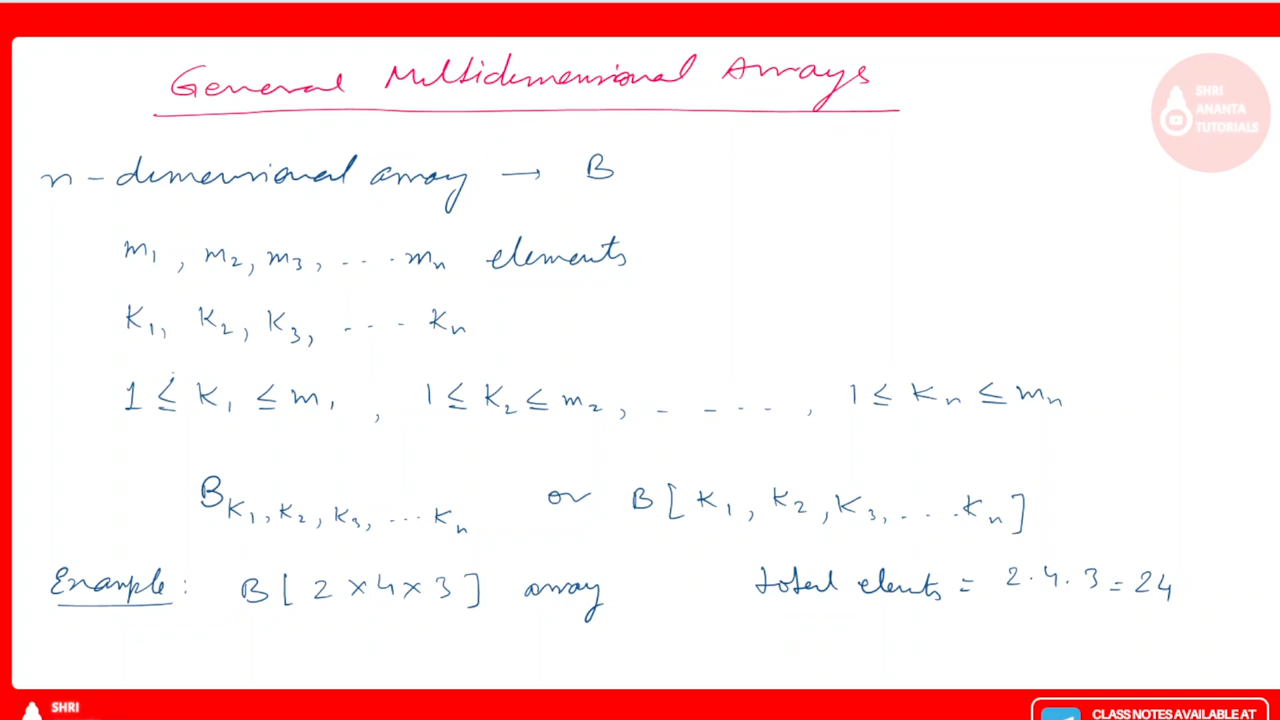 General Multidimensional Arrays
SHRI
ANANTA
TUTORIALS
n-dimensional array → B
m₁, m₂, m₃, .... mₙ elements
K₁, K₂, K₃, .... Kₙ
1 ≤ K₁ ≤ m₁, 1 ≤ K₂ ≤ m₂, - - - - -, 1 ≤ Kₙ ≤ mₙ
B K₁, K₂, K₃, ... Kₙ or B[K₁, K₂, K₃, .... Kₙ]
Example: B[2×4×3] array total elents = 2.4.3 = 24
SHRI
CLASS NOTES AVAILABLE AT